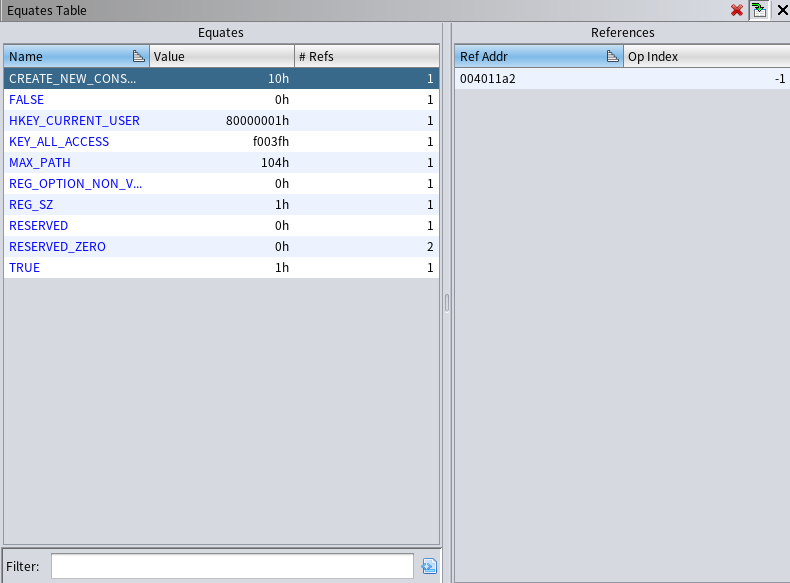 Equates Table
Equates
Name Value # Refs
CREATE_NEW_CONS... 10h 1
FALSE 0h 1
HKEY_CURRENT_USER 80000001h 1
KEY_ALL_ACCESS f003fh 1
MAX_PATH 104h 1
REG_OPTION_NON_V... 0h 1
REG_SZ 1h 1
RESERVED 0h 1
RESERVED_ZERO 0h 2
TRUE 1h 1
Filter:
References
Ref Addr Op Index
004011a2 -1